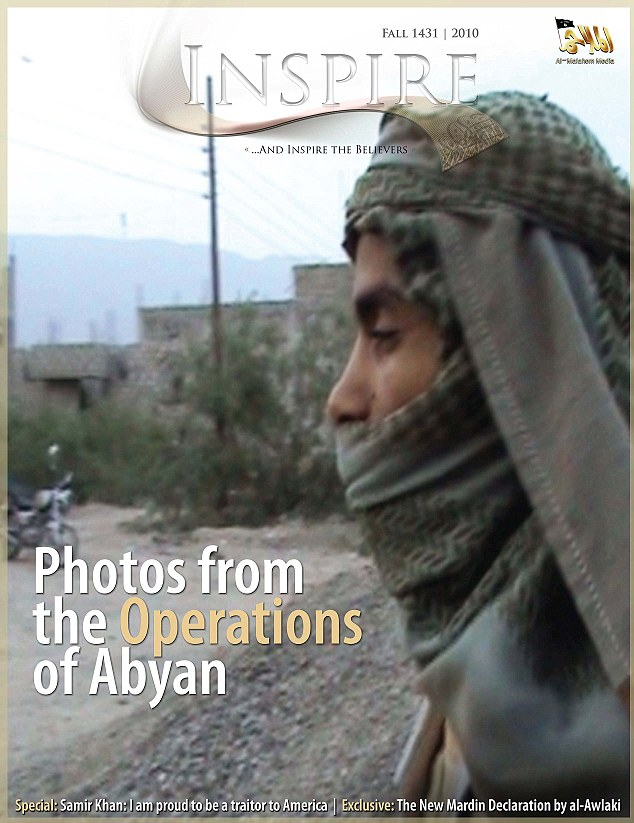 FALL 1431 | 2010
INSPIRE
Al-Malahem Media
“...AND INSPIRE THE BELIEVERS
Photos from
the Operations
of Abyan
Special: Samir Khan: I am proud to be a traitor to America | Exclusive: The New Mardin Declaration by al-Awlaki